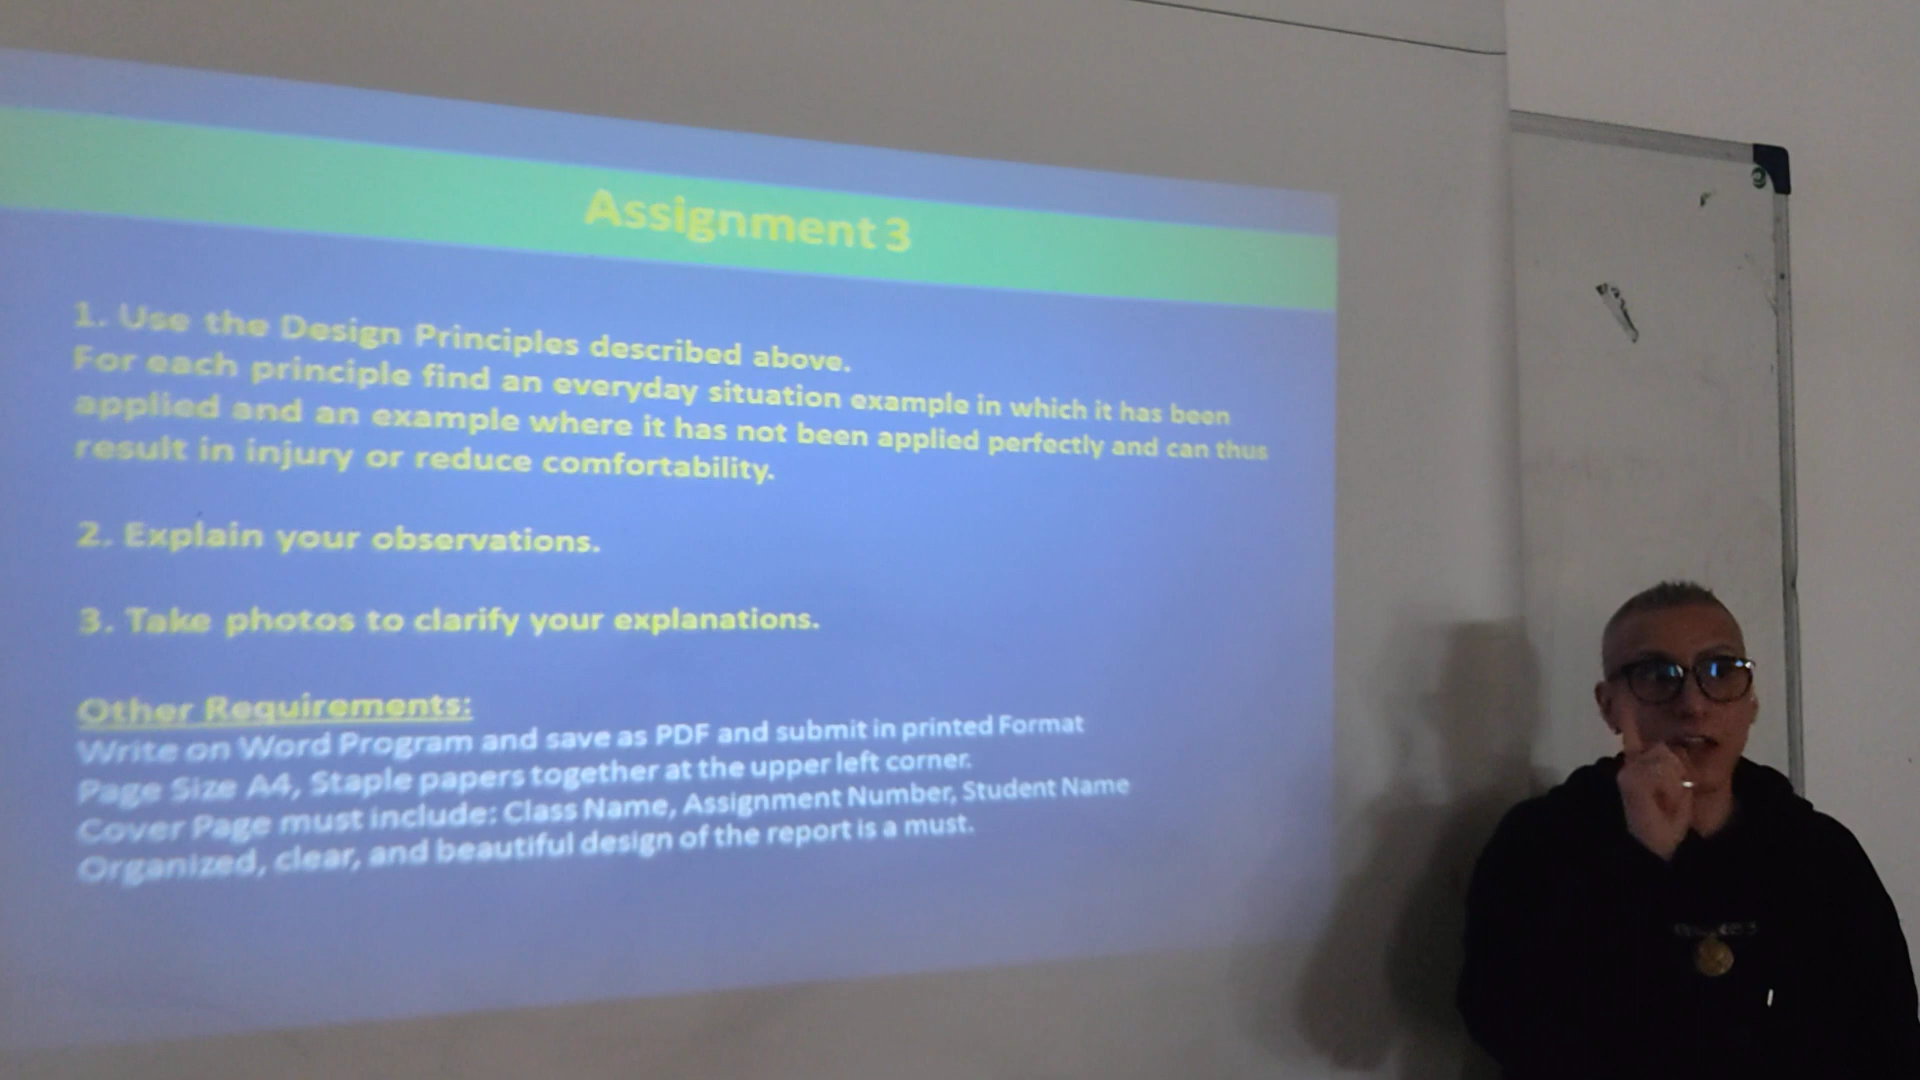 Assignment 3
1. Use the Design Principles described above.
For each principle find an everyday situation example in which it has been
applied and an example where it has not been applied perfectly and can thus
result in injury or reduce comfortability.
2. Explain your observations.
3. Take photos to clarify your explanations.
Other Requirements:
Write on Word Program and save as PDF and submit in printed Format
Page Size A4, Staple papers together at the upper left corner.
Cover Page must include: Class Name, Assignment Number, Student Name
Organized, clear, and beautiful design of the report is a must.